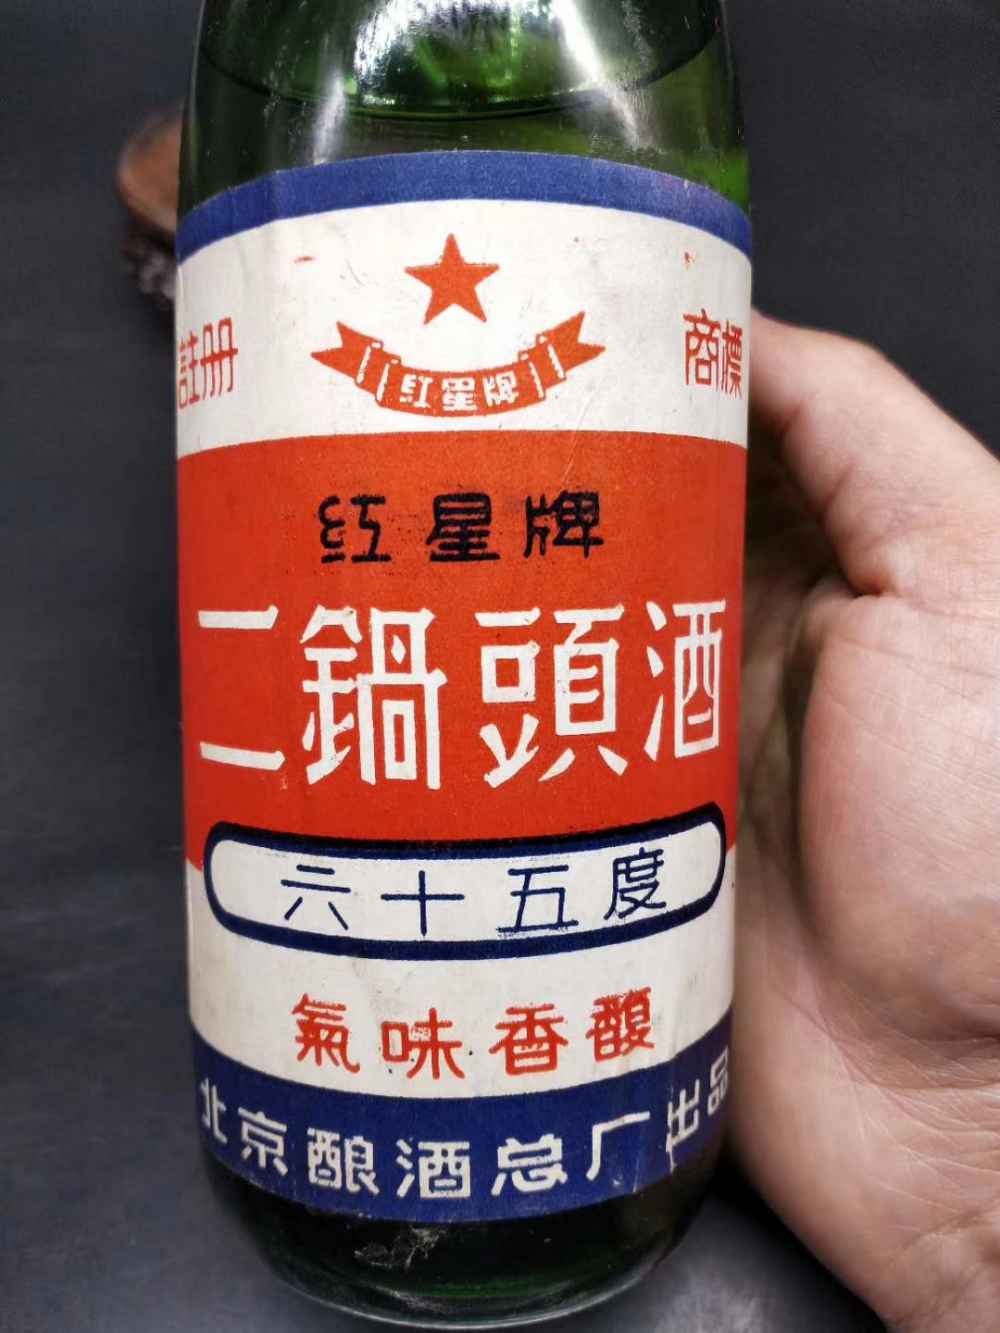 註册 商標
红星牌
红星牌
二鍋頭酒
六十五度
氣味香馥
北京酿酒总厂出品